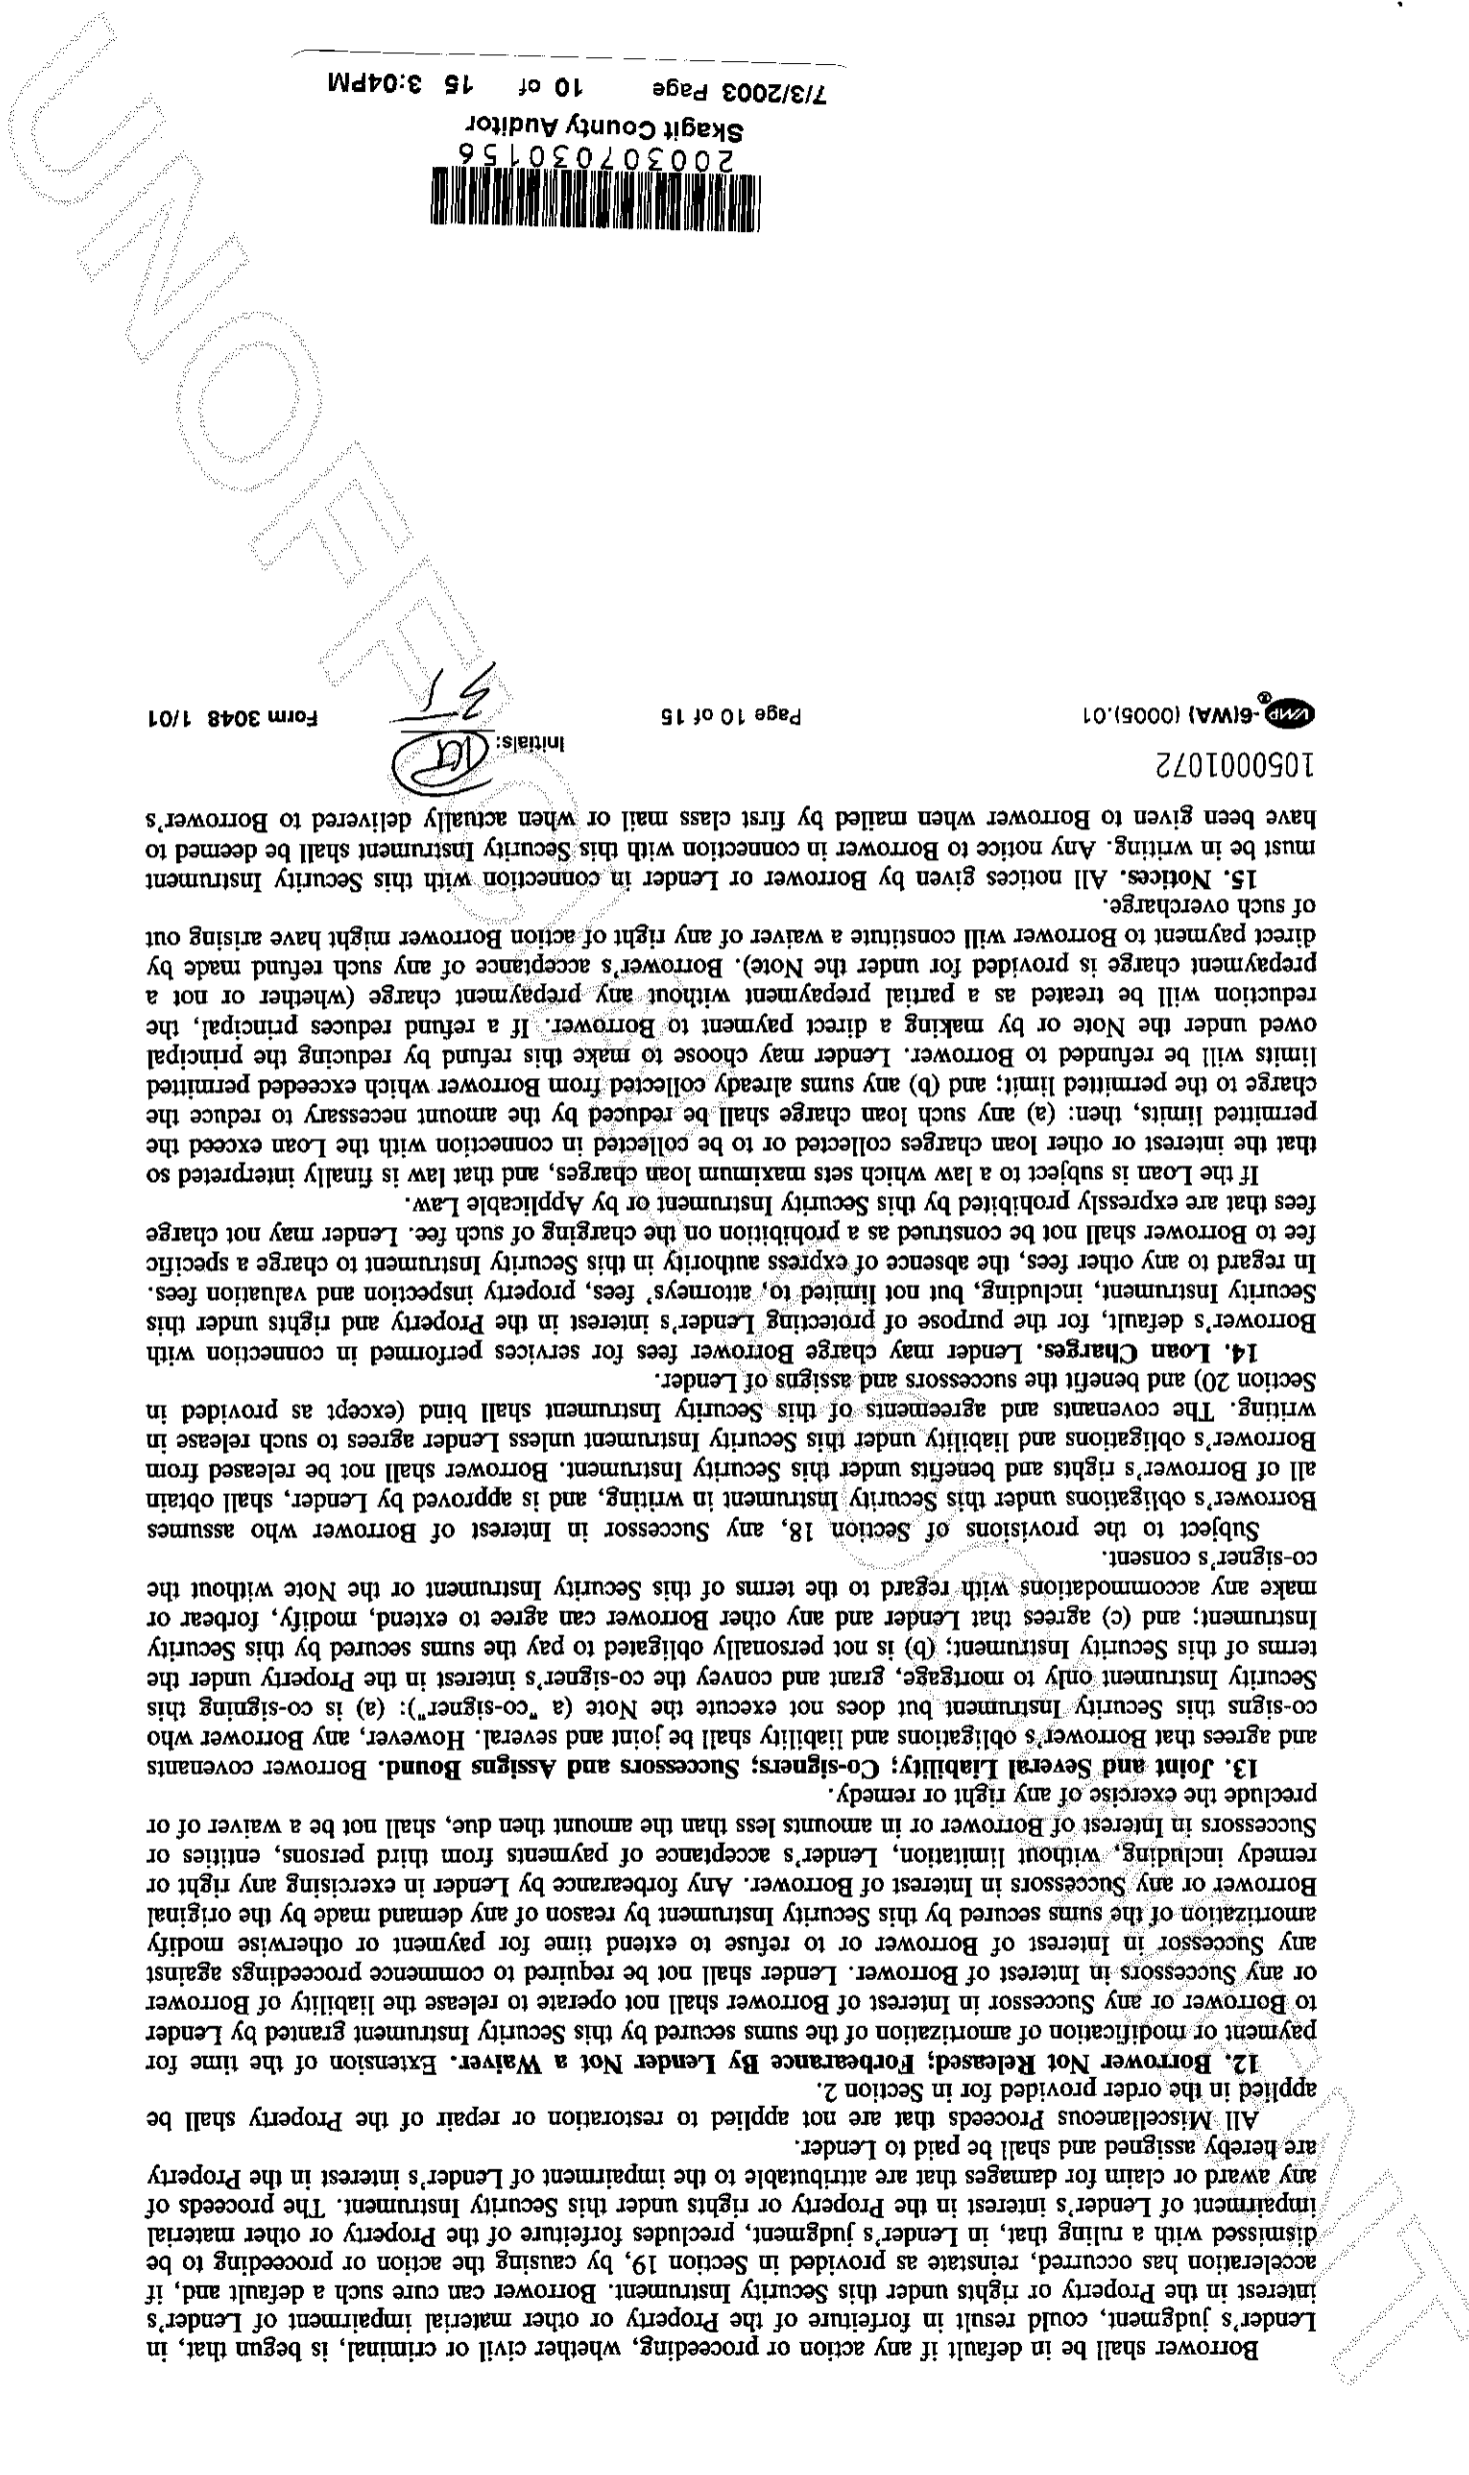 Borrower shall be in default if any action or proceeding, whether civil or criminal, is begun that, in
Lender's judgment, could result in forfeiture of the Property or other material impairment of Lender's
interest in the Property or rights under this Security Instrument. Borrower can cure such a default and, if
acceleration has occurred, reinstate as provided in Section 19, by causing the action or proceeding to be
dismissed with a ruling that, in Lender's judgment, precludes forfeiture of the Property or other material
impairment of Lender's interest in the Property or rights under this Security Instrument. The proceeds of
any award or claim for damages that are attributable to the impairment of Lender's interest in the Property
are hereby assigned and shall be paid to Lender.
All Miscellaneous Proceeds that are not applied to restoration or repair of the Property shall be
applied in the order provided for in Section 2.
12. Borrower Not Released; Forbearance By Lender Not a Waiver. Extension of the time for
payment or modification of amortization of the sums secured by this Security Instrument granted by Lender
to Borrower or any Successor in Interest of Borrower shall not operate to release the liability of Borrower
or any Successors in Interest of Borrower. Lender shall not be required to commence proceedings against
any Successor in Interest of Borrower or to refuse to extend time for payment or otherwise modify
amortization of the sums secured by this Security Instrument by reason of any demand made by the original
Borrower or any Successors in Interest of Borrower. Any forbearance by Lender in exercising any right or
remedy including, without limitation, Lender's acceptance of payments from third persons, entities or
Successors in Interest of Borrower or in amounts less than the amount then due, shall not be a waiver of or
preclude the exercise of any right or remedy.
13. Joint and Several Liability; Co-signers; Successors and Assigns Bound. Borrower covenants
and agrees that Borrower's obligations and liability shall be joint and several. However, any Borrower who
co-signs this Security Instrument but does not execute the Note (a "co-signer"): (a) is co-signing this
Security Instrument only to mortgage, grant and convey the co-signer's interest in the Property under the
terms of this Security Instrument; (b) is not personally obligated to pay the sums secured by this Security
Instrument; and (c) agrees that Lender and any other Borrower can agree to extend, modify, forbear or
make any accommodations with regard to the terms of this Security Instrument or the Note without the
co-signer's consent.
Subject to the provisions of Section 18, any Successor in Interest of Borrower who assumes
Borrower's obligations under this Security Instrument in writing, and is approved by Lender, shall obtain
all of Borrower's rights and benefits under this Security Instrument. Borrower shall not be released from
Borrower's obligations and liability under this Security Instrument unless Lender agrees to such release in
writing. The covenants and agreements of this Security Instrument shall bind (except as provided in
Section 20) and benefit the successors and assigns of Lender.
14. Loan Charges. Lender may charge Borrower fees for services performed in connection with
Borrower's default, for the purpose of protecting Lender's interest in the Property and rights under this
Security Instrument, including, but not limited to, attorneys' fees, property inspection and valuation fees.
In regard to any other fees, the absence of express authority in this Security Instrument to charge a specific
fee to Borrower shall not be construed as a prohibition on the charging of such fee. Lender may not charge
fees that are expressly prohibited by this Security Instrument or by Applicable Law.
If the Loan is subject to a law which sets maximum loan charges, and that law is finally interpreted so
that the interest or other loan charges collected or to be collected in connection with the Loan exceed the
permitted limits, then: (a) any such loan charge shall be reduced by the amount necessary to reduce the
charge to the permitted limit; and (b) any sums already collected from Borrower which exceeded permitted
limits will be refunded to Borrower. Lender may choose to make this refund by reducing the principal
owed under the Note or by making a direct payment to Borrower. If a refund reduces principal, the
reduction will be treated as a partial prepayment without any prepayment charge (whether or not a
prepayment charge is provided for under the Note). Borrower's acceptance of any such refund made by
direct payment to Borrower will constitute a waiver of any right of action Borrower might have arising out
of such overcharge.
15. Notices. All notices given by Borrower or Lender in connection with this Security Instrument
must be in writing. Any notice to Borrower in connection with this Security Instrument shall be deemed to
have been given to Borrower when mailed by first class mail or when actually delivered to Borrower's
1050001072
Initials:
VMP®-6(WA) (0005).01 Page 10 of 15 Form 3048 1/01
200307030156
Skagit County Auditor
7/3/2003 Page 10 of 15 3:04PM
UNOFFICIAL DOCUMENT